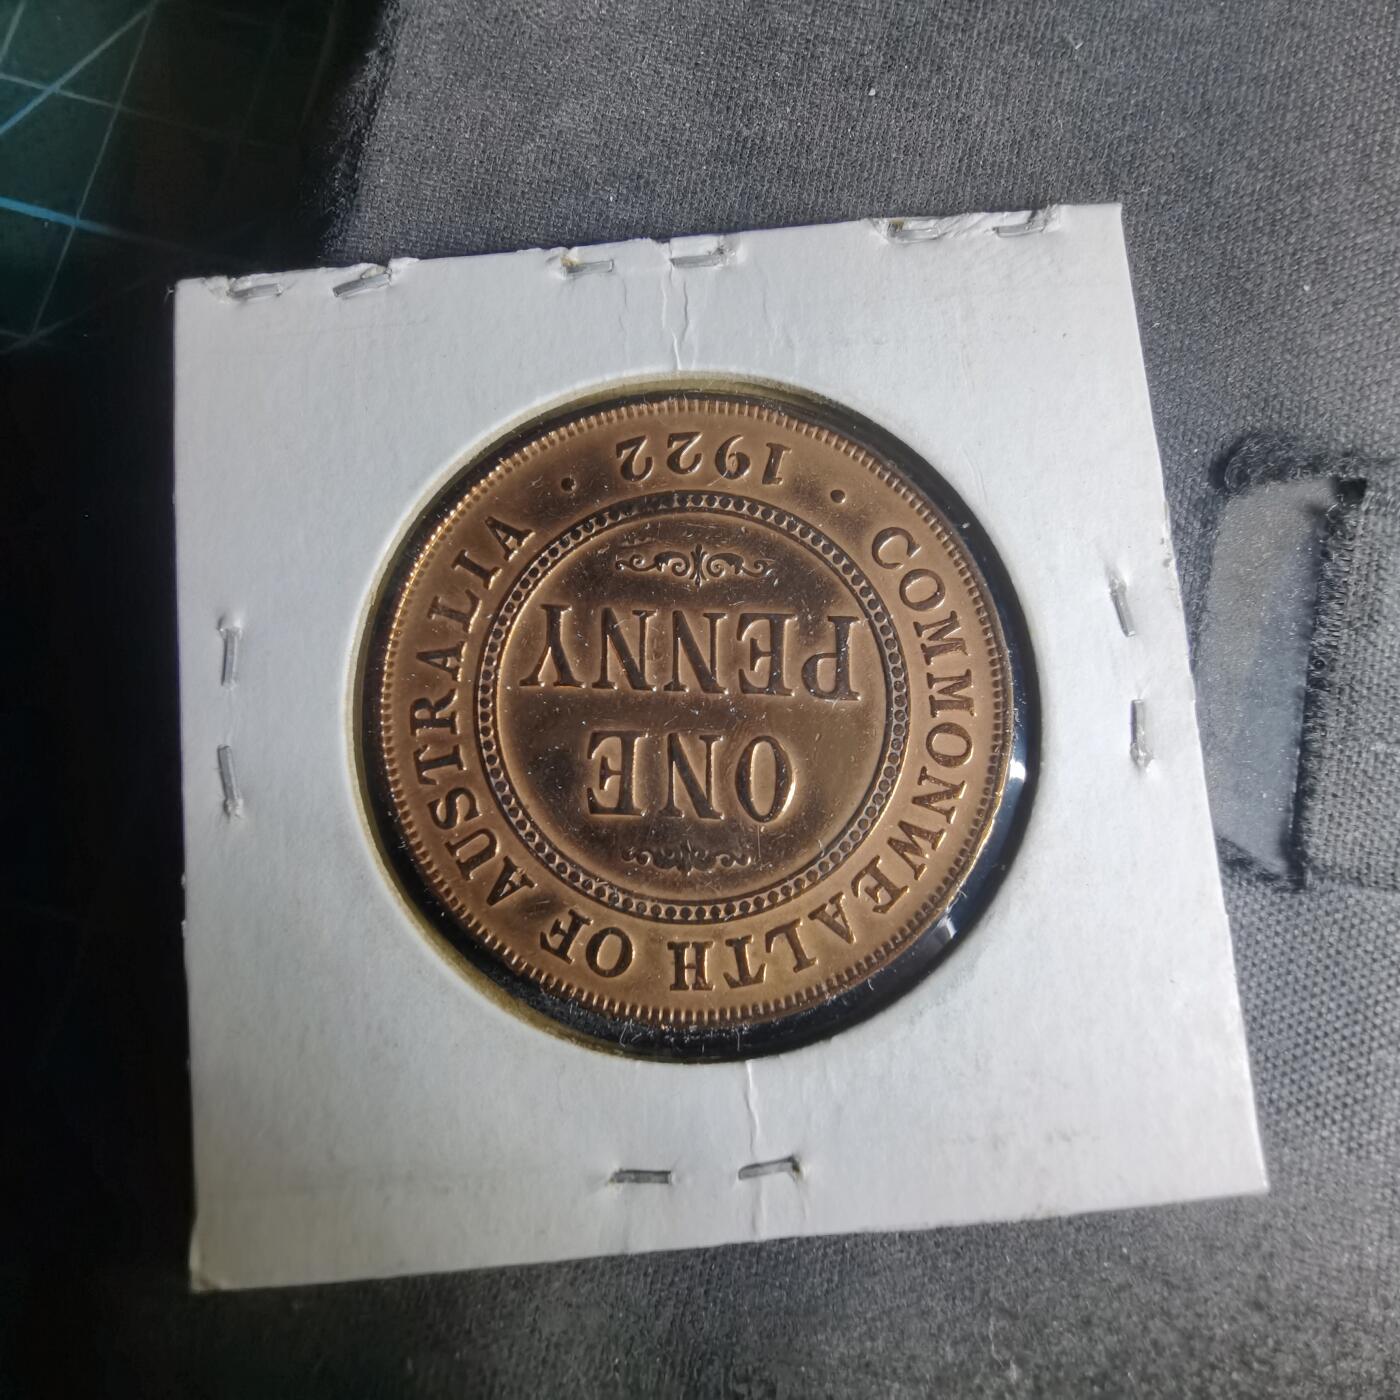 COMMONWEALTH OF AUSTRALIA
ONE
PENNY
· 1922 ·